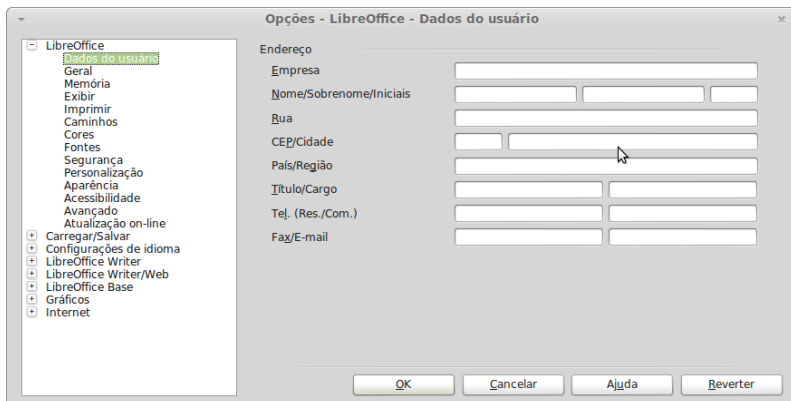 Opções - LibreOffice - Dados do usuário
LibreOffice
Dados do usuário
Geral
Memória
Exibir
Imprimir
Caminhos
Cores
Fontes
Segurança
Personalização
Aparência
Acessibilidade
Avançado
Atualização on-line
Carregar/Salvar
Configurações de idioma
LibreOffice Writer
LibreOffice Writer/Web
LibreOffice Base
Gráficos
Internet
Endereço
Empresa
Nome/Sobrenome/Iniciais
Rua
CEP/Cidade
País/Região
Título/Cargo
Tel. (Res./Com.)
Fax/E-mail
OK
Cancelar
Ajuda
Reverter